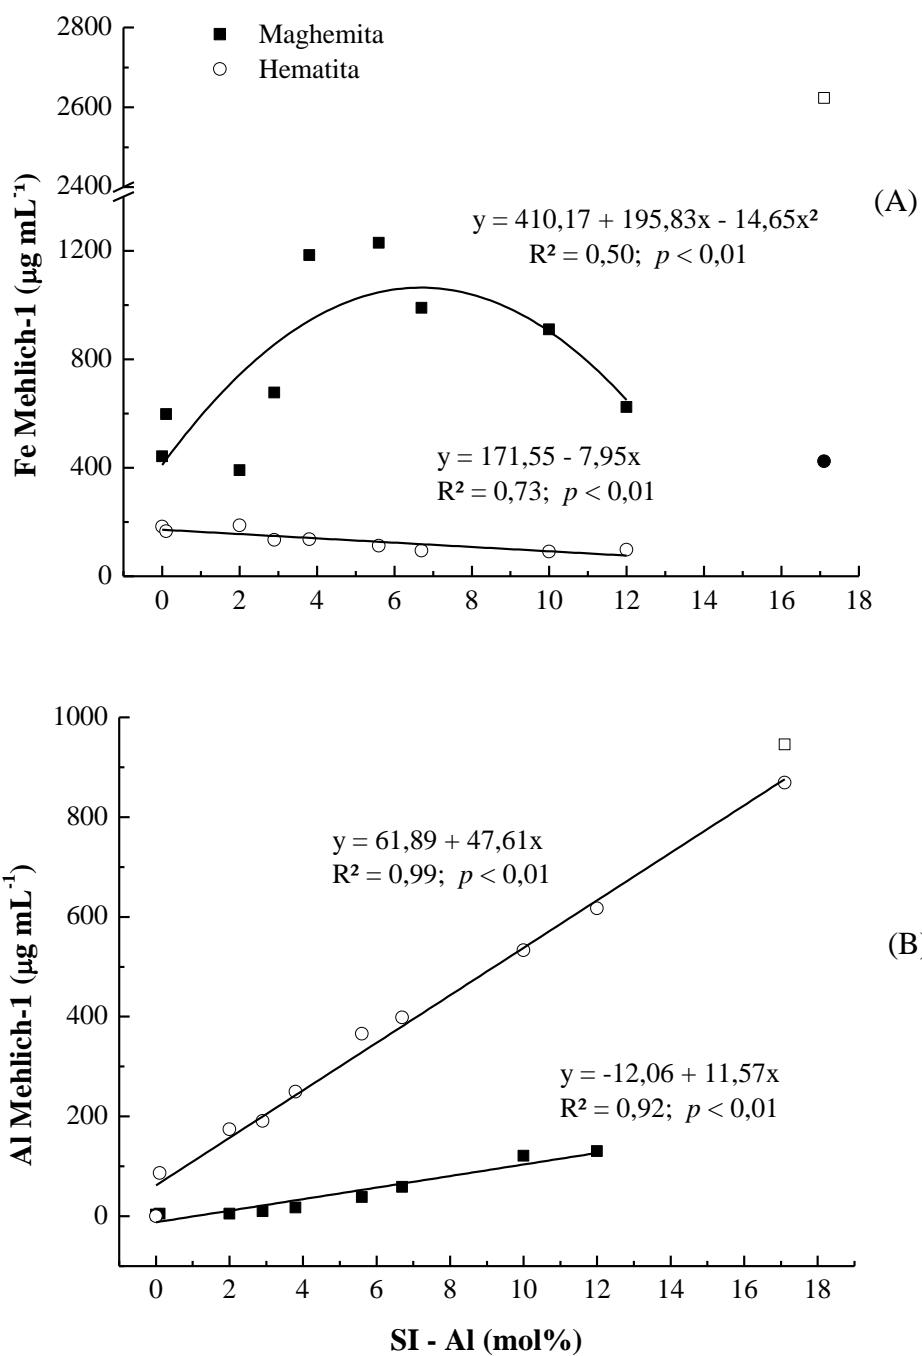 2800
Maghemita
Hematita
2600
2400
Fe Mehlich-1 (µg mL⁻¹)
(A)
y = 410,17 + 195,83x - 14,65x²
R² = 0,50; p < 0,01
1200
800
y = 171,55 - 7,95x
R² = 0,73; p < 0,01
400
0
0 2 4 6 8 10 12 14 16 18
1000
800
y = 61,89 + 47,61x
R² = 0,99; p < 0,01
Al Mehlich-1 (µg mL⁻¹)
600
(B)
400
y = -12,06 + 11,57x
R² = 0,92; p < 0,01
200
0
0 2 4 6 8 10 12 14 16 18
SI - Al (mol%)